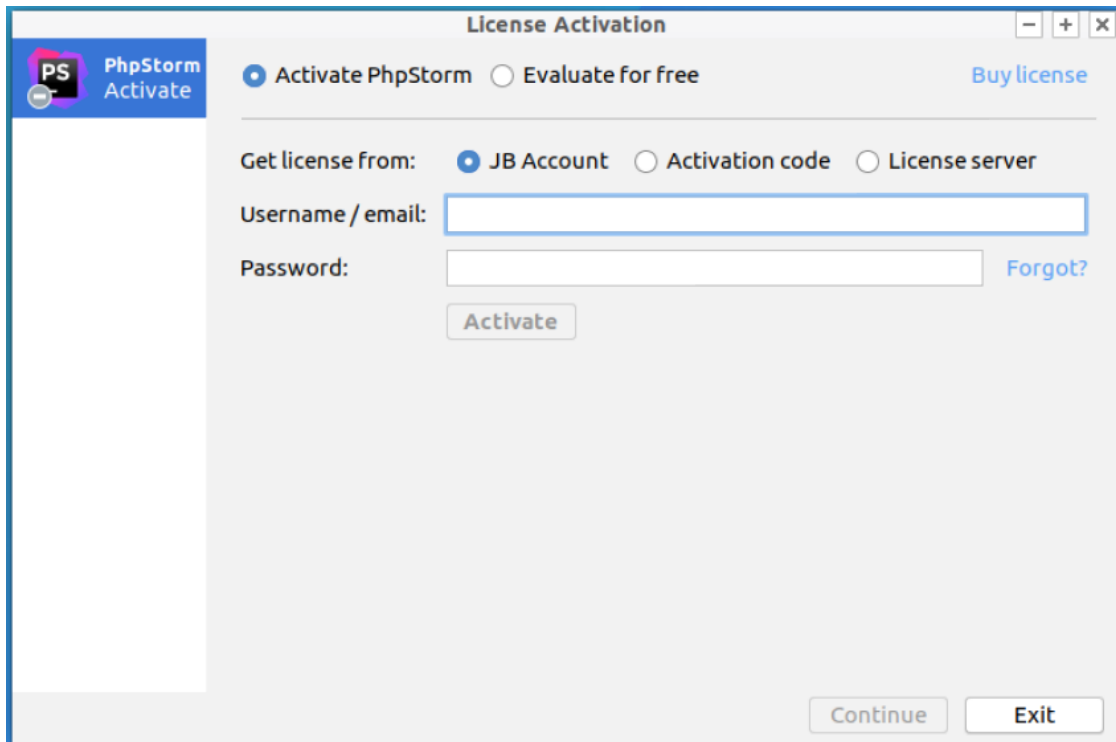 License Activation
PS
PhpStorm
Activate
Activate PhpStorm Evaluate for free Buy license
Get license from: JB Account Activation code License server
Username / email:
Password: Forgot?
Activate
Continue Exit